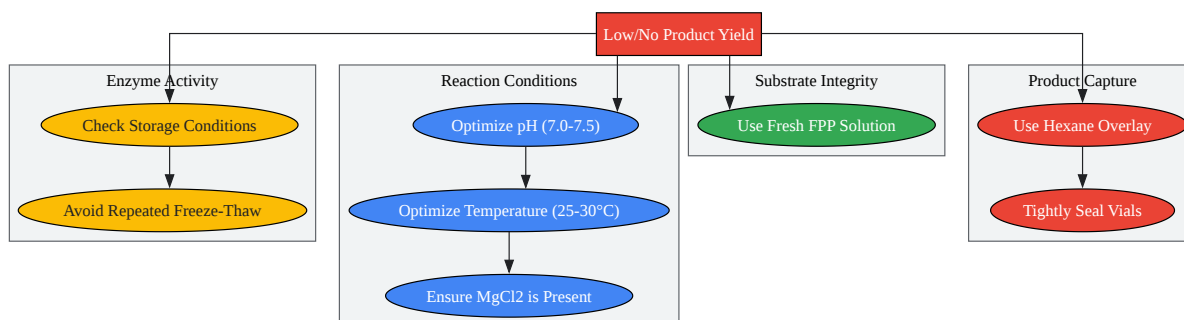 Low/No Product Yield
Enzyme Activity
Check Storage Conditions
Avoid Repeated Freeze-Thaw
Reaction Conditions
Optimize pH (7.0-7.5)
Optimize Temperature (25-30°C)
Ensure MgCl2 is Present
Substrate Integrity
Use Fresh FPP Solution
Product Capture
Use Hexane Overlay
Tightly Seal Vials